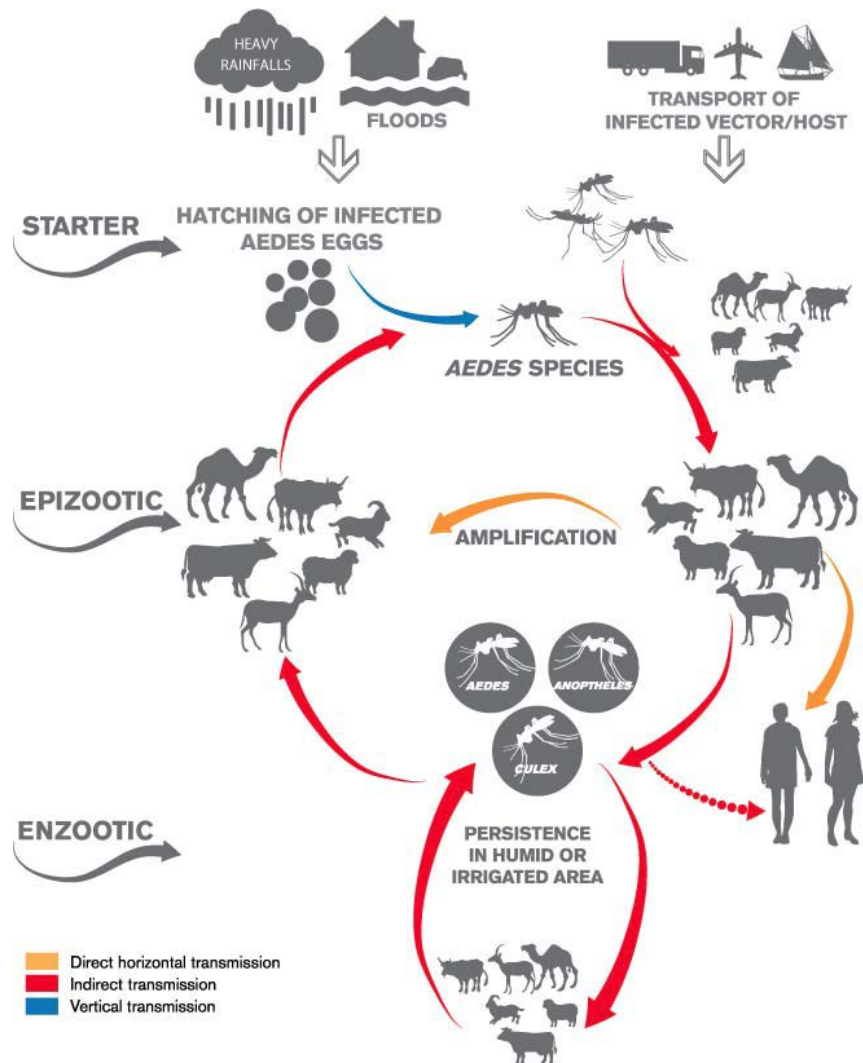 HEAVY
RAINFALLS
FLOODS
TRANSPORT OF
INFECTED VECTOR/HOST
STARTER
HATCHING OF INFECTED
AEDES EGGS
AEDES SPECIES
EPIZOOTIC
AMPLIFICATION
AEDES
ANOPTHELES
CULEX
ENZOOTIC
PERSISTENCE
IN HUMID OR
IRRIGATED AREA
Direct horizontal transmission
Indirect transmission
Vertical transmission